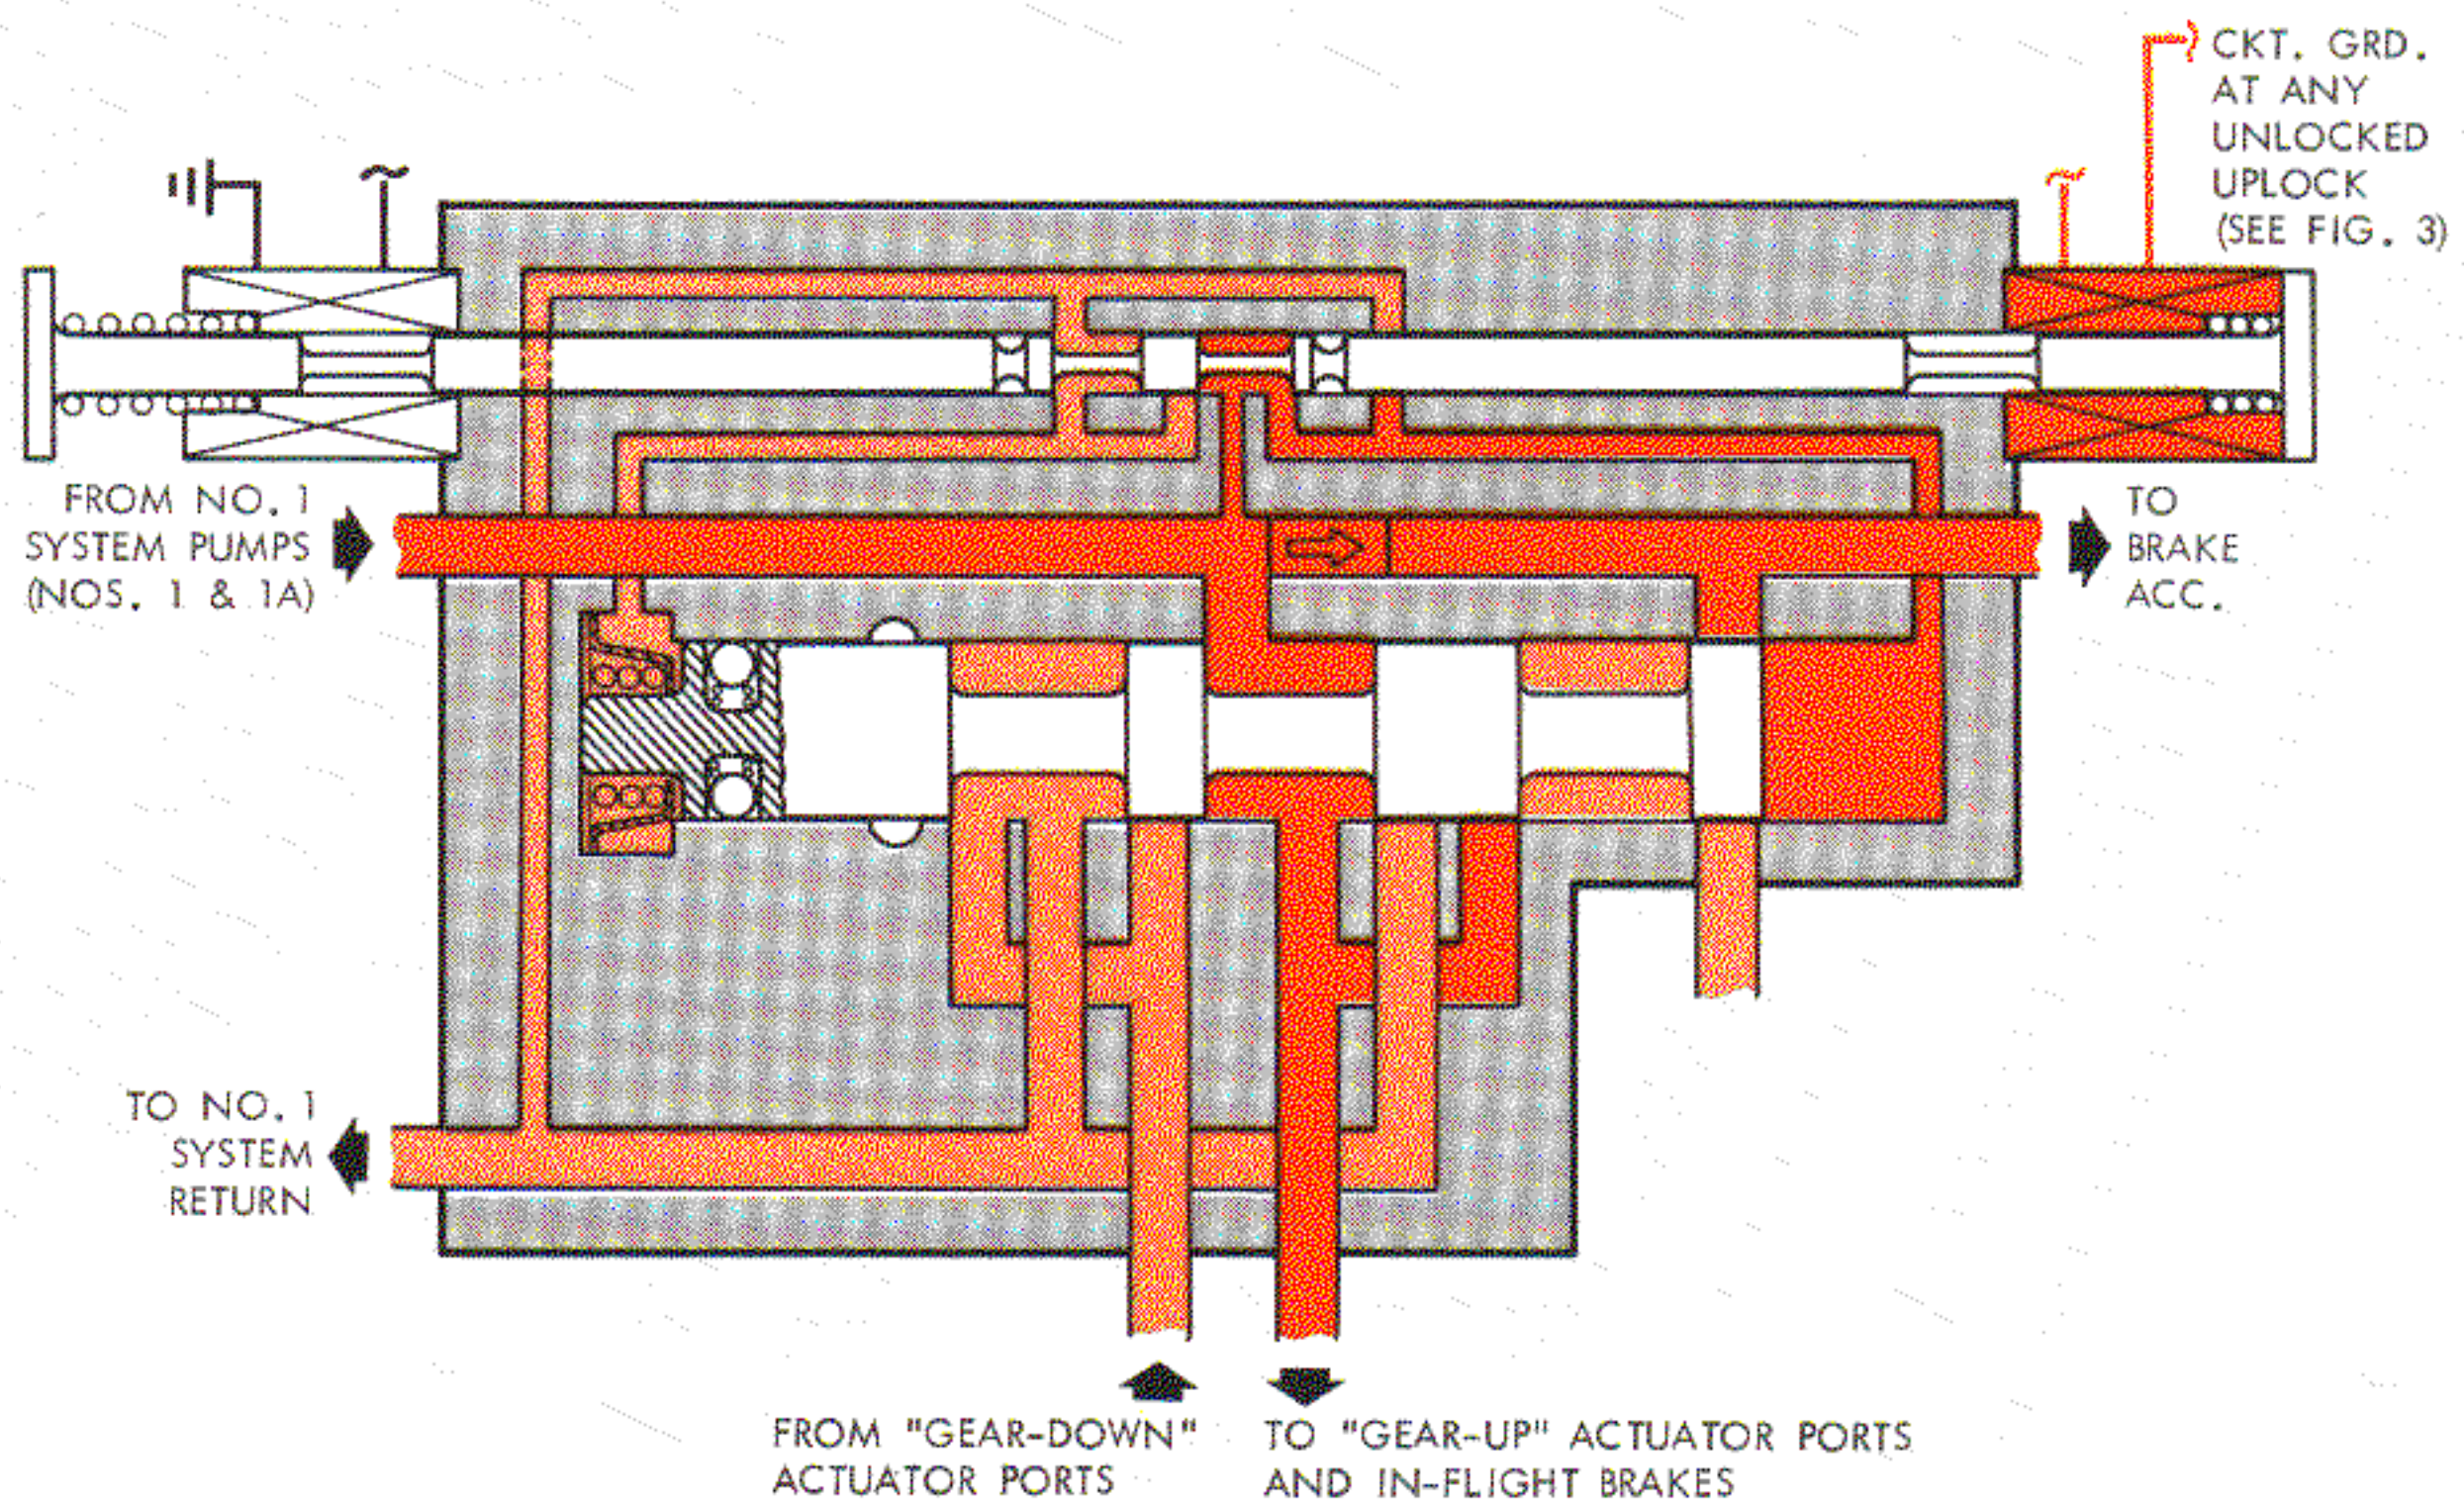 CKT. GRD.
AT ANY
UNLOCKED
UPLOCK
(SEE FIG. 3)
FROM NO. 1
SYSTEM PUMPS
(NOS. 1 & 1A)
TO
BRAKE
ACC.
TO NO. 1
SYSTEM
RETURN
FROM "GEAR-DOWN"
ACTUATOR PORTS
TO "GEAR-UP" ACTUATOR PORTS
AND IN-FLIGHT BRAKES